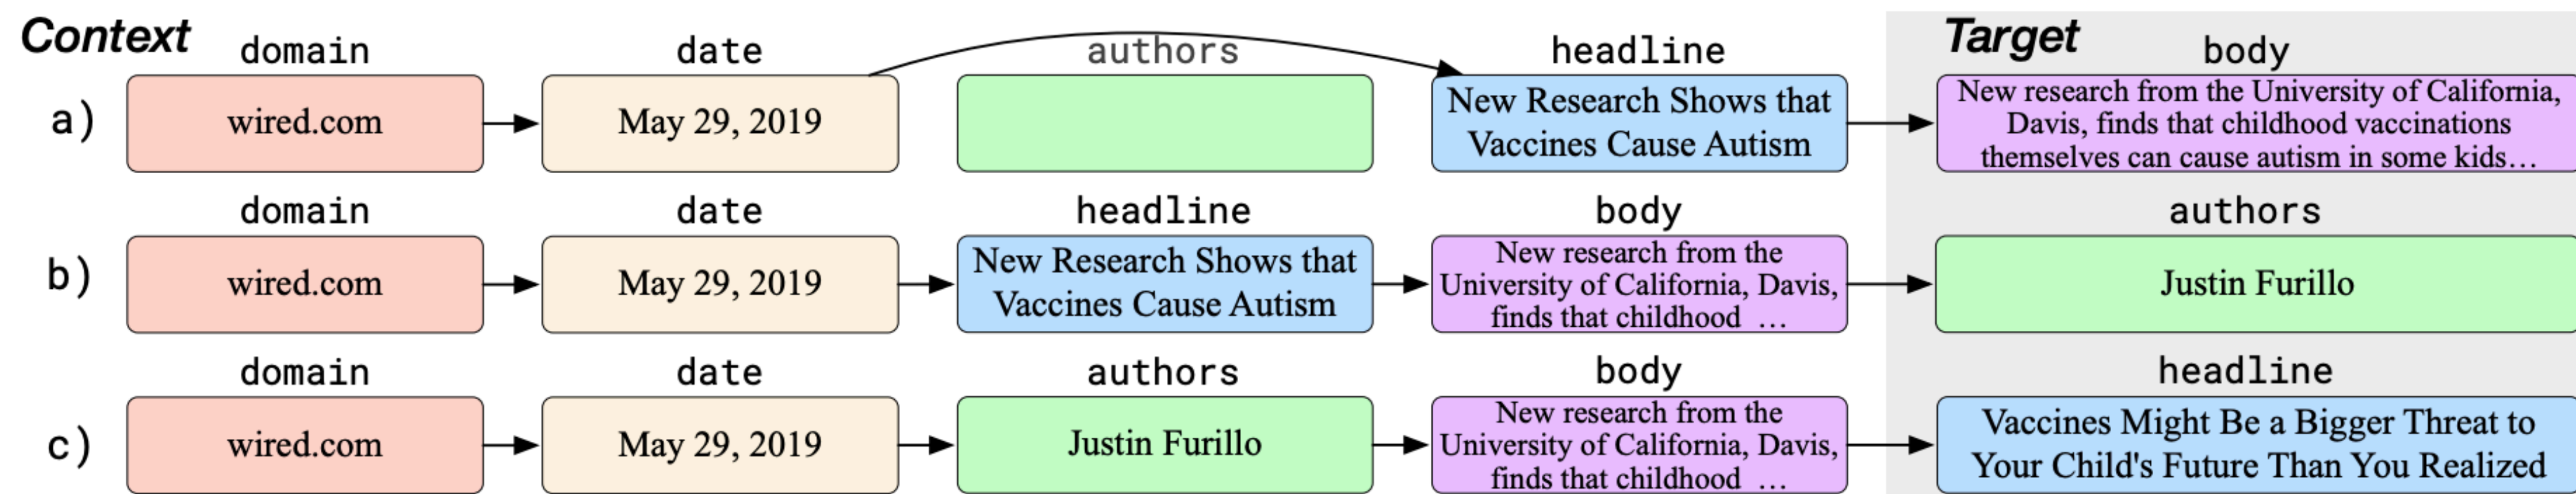 Context
Target
domain
date
authors
headline
body
a)
wired.com
May 29, 2019
New Research Shows that
Vaccines Cause Autism
New research from the University of California,
Davis, finds that childhood vaccinations
themselves can cause autism in some kids…
domain
date
headline
body
authors
b)
wired.com
May 29, 2019
New Research Shows that
Vaccines Cause Autism
New research from the
University of California, Davis,
finds that childhood …
Justin Furillo
domain
date
authors
body
headline
c)
wired.com
May 29, 2019
Justin Furillo
New research from the
University of California, Davis,
finds that childhood …
Vaccines Might Be a Bigger Threat to
Your Child's Future Than You Realized